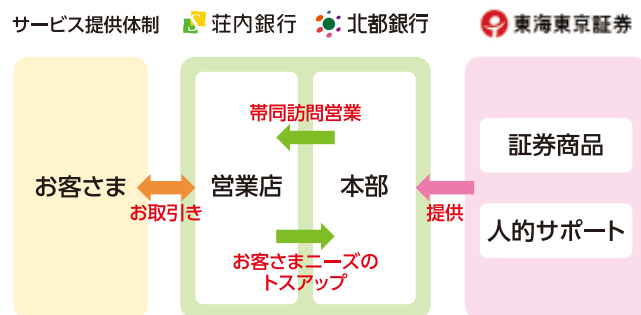 サービス提供体制
荘内銀行
北都銀行
東海東京証券
お客さま
お取引き
営業店
帯同訪問営業
本部
お客さまニーズの
トスアップ
提供
証券商品
人的サポート